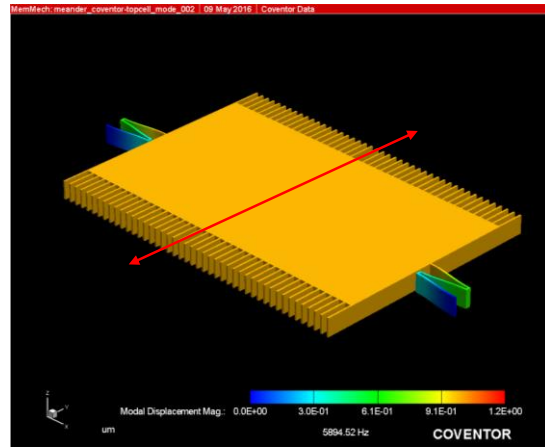 MemMech: meander_coventor-topcell_mode_002 | 09 May 2016 | Coventor Data
Z
Y
X
um
Modal Displacement Mag.: 0.0E+00 3.0E-01 6.1E-01 9.1E-01 1.2E+00
5894.52 Hz
COVENTOR